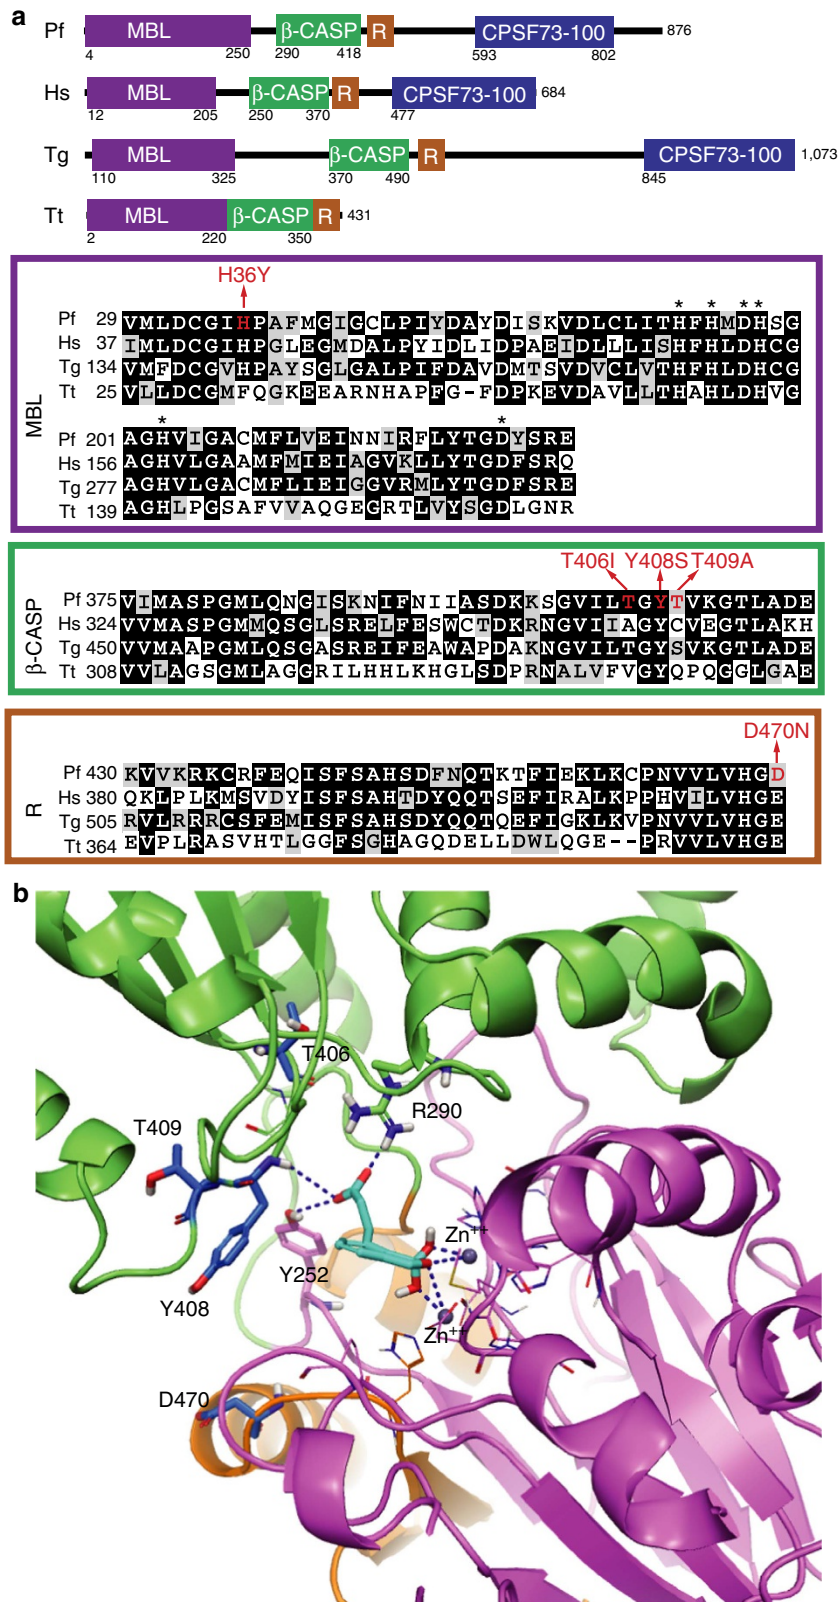 a
Pf MBL β-CASP R CPSF73-100 876
4 250 290 418 593 802
Hs MBL β-CASP R CPSF73-100 684
12 205 250 370 477
Tg MBL β-CASP R CPSF73-100 1,073
110 325 370 490 845
Tt MBL β-CASP R 431
2 220 350
MBL
H36Y
* * * *
Pf 29 VMLDCGIHPAFMGIGCLPIYDAYDISKVDLCLITHFHMDHSG
Hs 37 IMLDCGIHPGLEGMDALPYIDLIDPAEIDLLLISHFHLDHCG
Tg 134 VMFDCGVHPAYSGLGALPIFDAVDMTSVDVCLVTHFHLDHCG
Tt 25 VLLDCGMFQGKEEARNHAPFG-FDPKEVDAVLLTHAHLDHVG
* *
Pf 201 AGHVIGACMFLVEINNIRFLYTGDYSRE
Hs 156 AGHVLGAAMFMIEIAGVKLLYTGDFSRQ
Tg 277 AGHVLGACMFLIEIGGVRMLYTGDFSRE
Tt 139 AGHLPGSAFVVAQGEGRTLVYSGDLGNR
β-CASP
T406I Y408S T409A
Pf 375 VIMASPGMLQNGISKNIFNIIASDKKSGVILTGYTVKGTLADE
Hs 324 VVMASPGMMQSGLSRELFESWCTDKRNGVIIAGYCVEGTLAKH
Tg 450 VVMAAPGMLQSGASREIFEAWAPDAKNGVILTGYSVKGTLADE
Tt 308 VVLAGSGMLAGGRILHHLKHGLSDPRNALVFVGYQPQGGLGAE
R
D470N
Pf 430 KVVKRKCRFEQISFSAHSDFNQTKTFIEKLKCPNVVLVHGD
Hs 380 QKLPLKMSVDYISFSAHTDYQQTSEFIRALKPPHVILVHGE
Tg 505 RVLRRRCSFEMISFSAHSDYQQTQEFIGKLKVPNVVLVHGE
Tt 364 EVPLRASVHTLGGFSGHAGQDELLDWLQGE--PRVVLVHGE
b
T406
R290
T409
Zn++
Y252
Y408
Zn++
D470